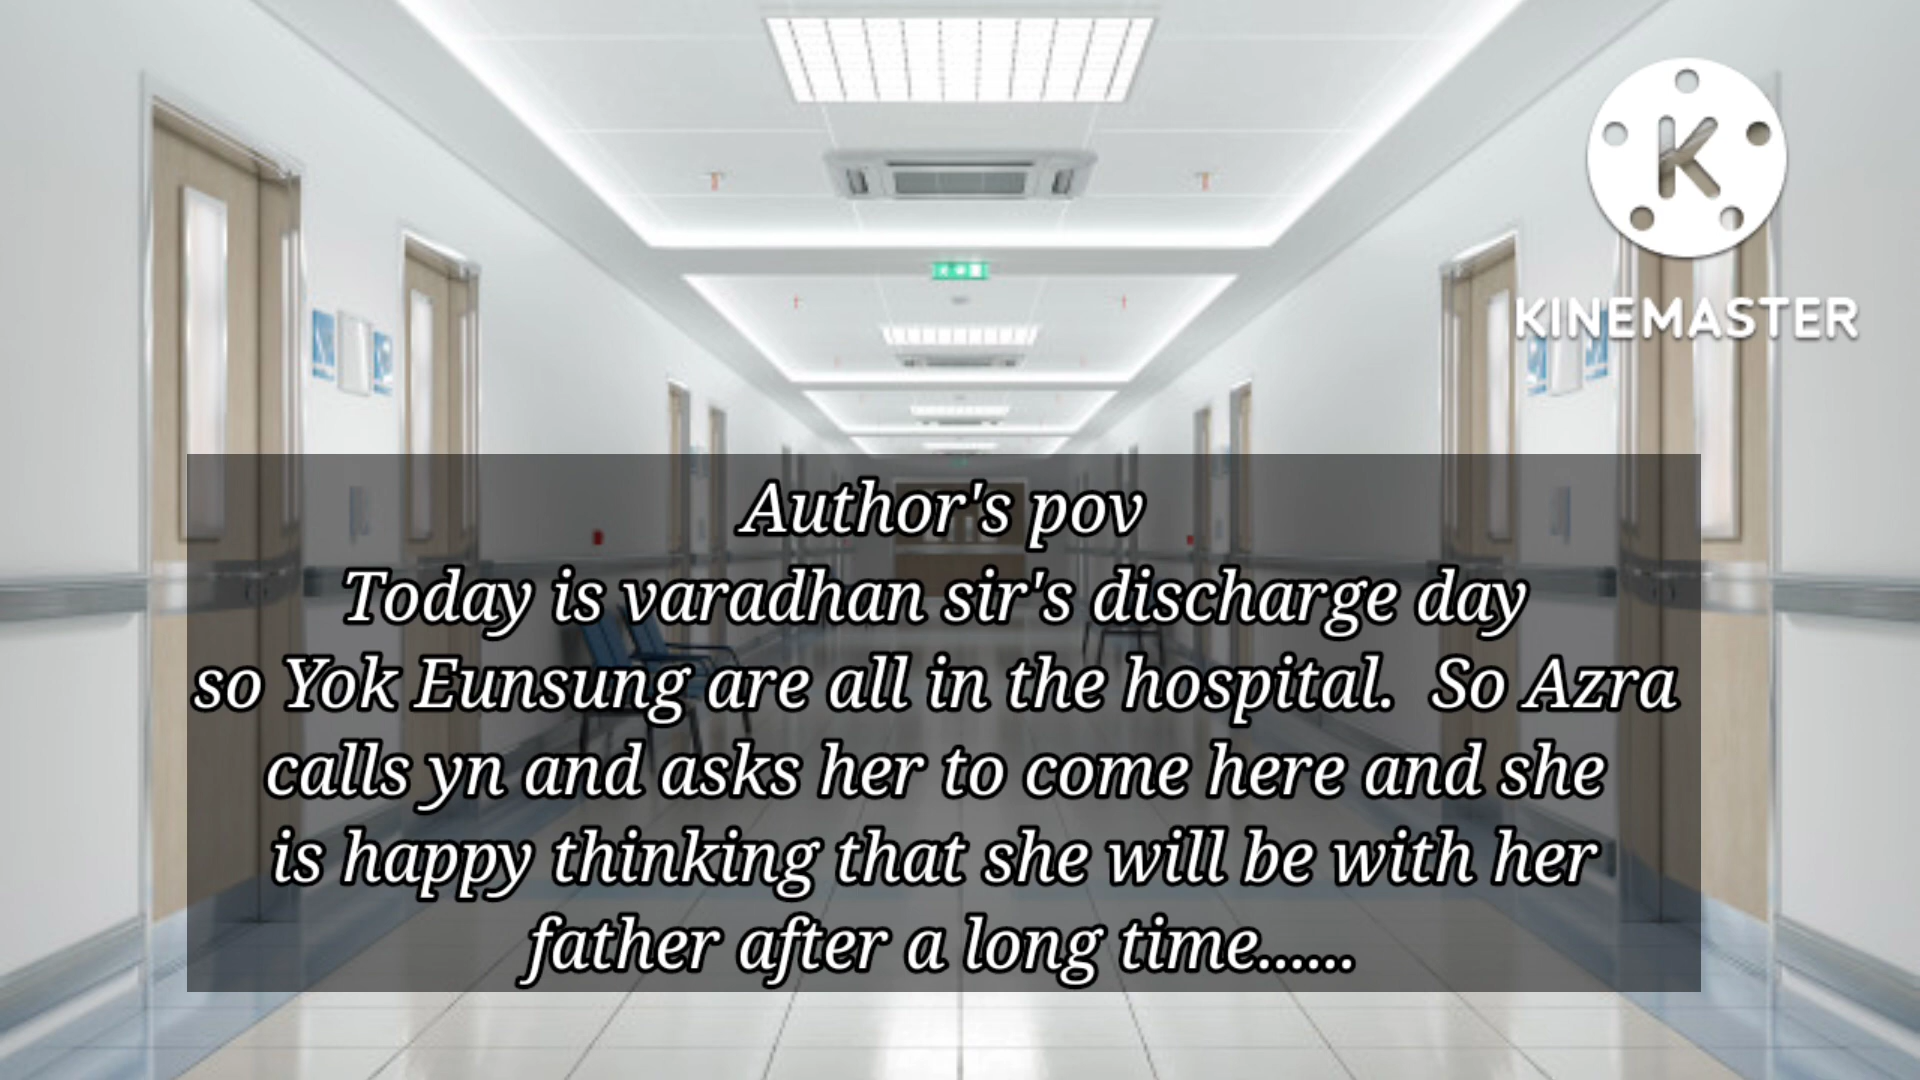 KINEMASTER
Author's pov
Today is varadhan sir's discharge day
so Yok Eunsung are all in the hospital.  So Azra
calls yn and asks her to come here and she
is happy thinking that she will be with her
father after a long time......